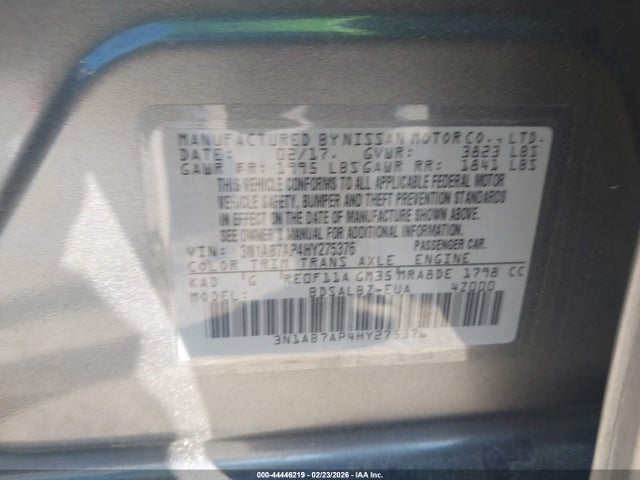 MANUFACTURED BY NISSAN MOTOR CO., LTD.
DATE: 02/17. GVWR: 3823 LBS
GAWR FR: 1995 LBS GAWR RR: 1841 LBS
THIS VEHICLE CONFORMS TO ALL APPLICABLE FEDERAL MOTOR
VEHICLE SAFETY, BUMPER AND THEFT PREVENTION STANDARDS
IN EFFECT ON THE DATE OF MANUFACTURE SHOWN ABOVE.
SEE OWNER'S MANUAL FOR ADDITIONAL INFORMATION.
VIN: 3N1AB7AP4HY275376 PASSENGER CAR.
COLOR TRIM TRANS AXLE ENGINE
KAD G RE0F11A GM35 MRA8DE 1798 CC
MODEL: BDSALBZ-EUA 42000
3N1AB7AP4HY275376
000-44446219 - 02/23/2026 - IAA Inc.